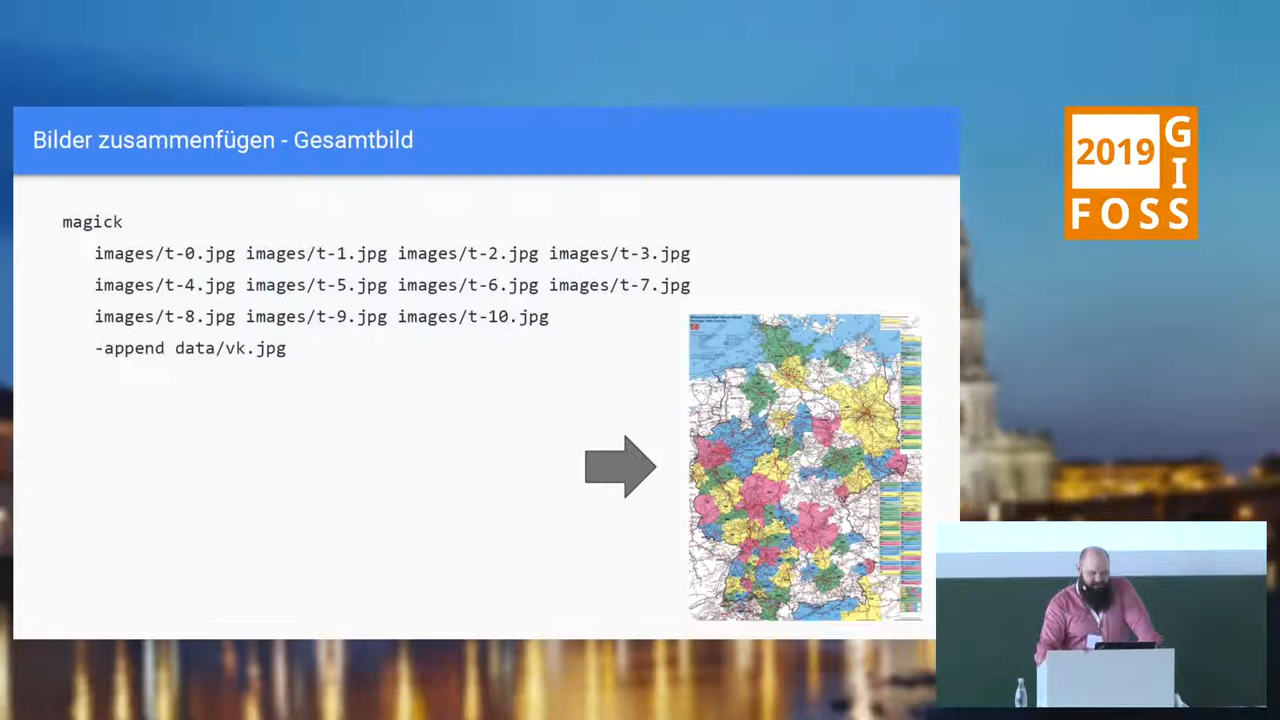 Bilder zusammenfügen - Gesamtbild
magick
images/t-0.jpg images/t-1.jpg images/t-2.jpg images/t-3.jpg
images/t-4.jpg images/t-5.jpg images/t-6.jpg images/t-7.jpg
images/t-8.jpg images/t-9.jpg images/t-10.jpg
-append data/vk.jpg
2019 G
I
FOSS